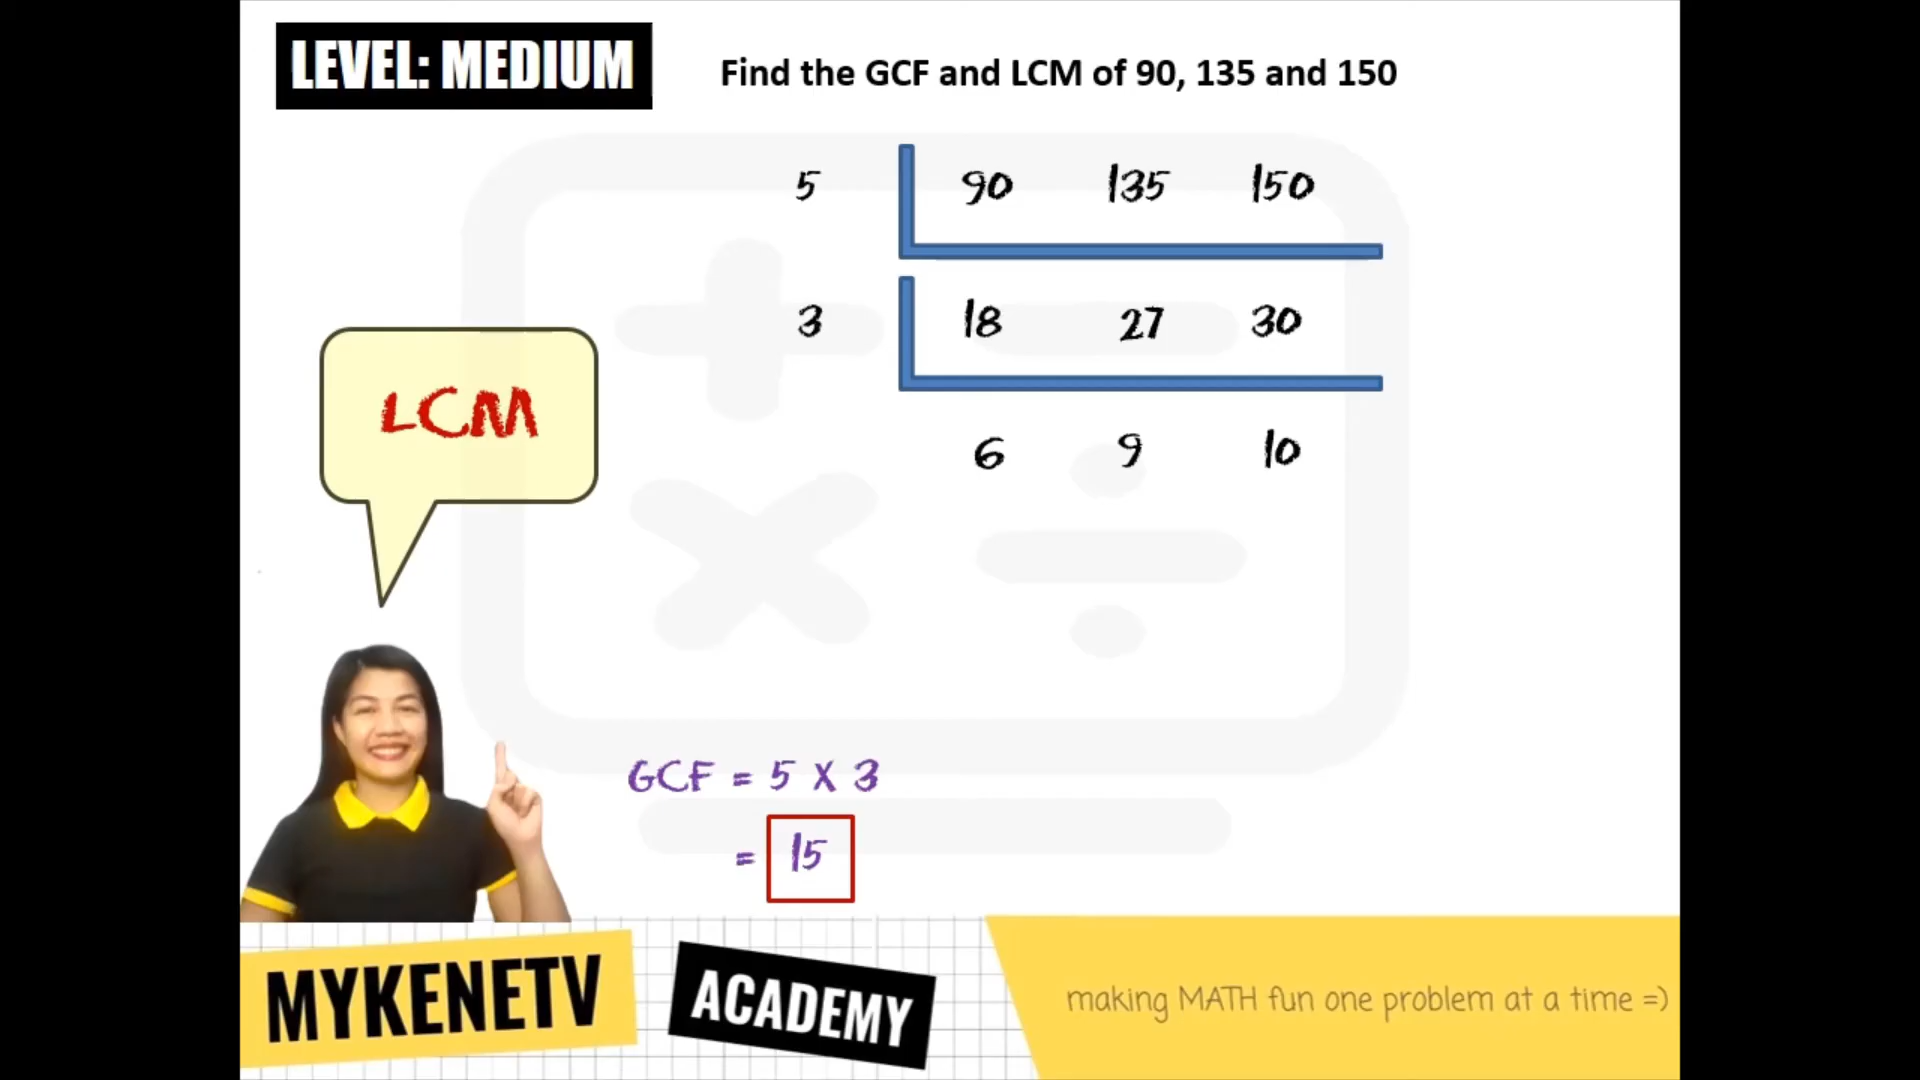 LEVEL: MEDIUM
Find the GCF and LCM of 90, 135 and 150
5 90 135 150
3 18 27 30
6 9 10
LCM
GCF = 5 X 3
= 15
MYKENETV ACADEMY
making MATH fun one problem at a time =)